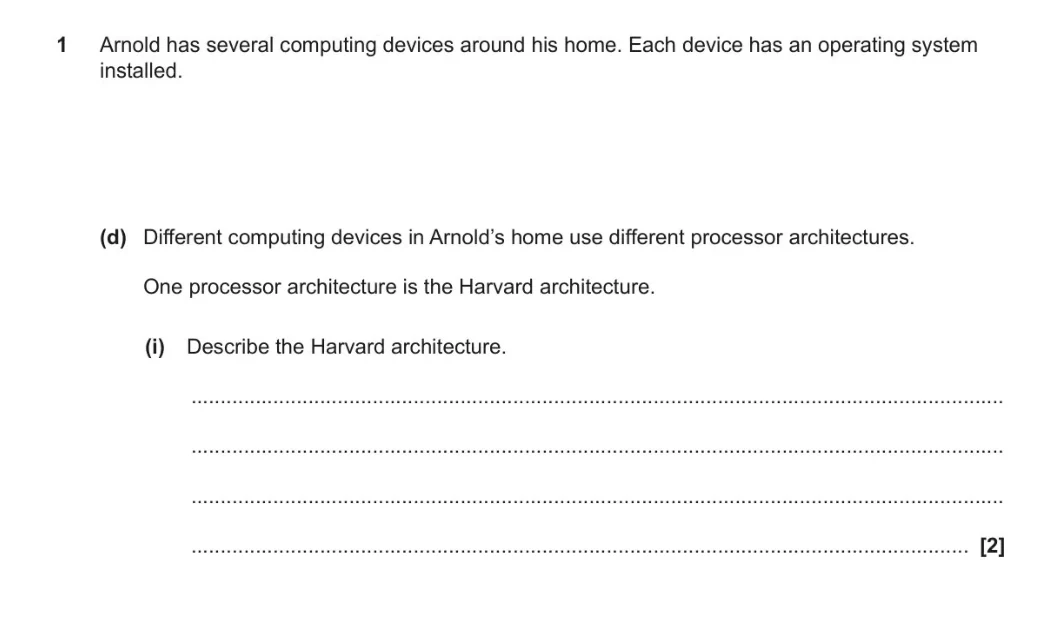 1 Arnold has several computing devices around his home. Each device has an operating system
installed.
(d) Different computing devices in Arnold’s home use different processor architectures.
One processor architecture is the Harvard architecture.
(i) Describe the Harvard architecture.
...........................................................................................................................................
...........................................................................................................................................
...........................................................................................................................................
..................................................................................................................................... [2]